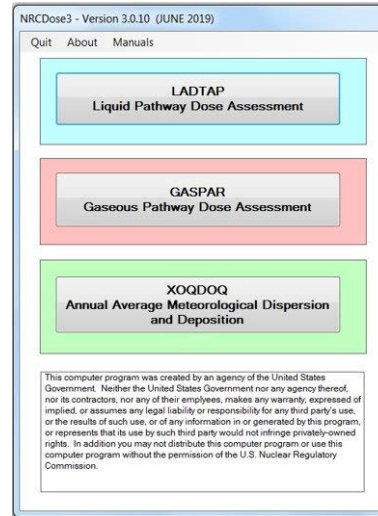 NRCDose3 - Version 3.0.10 (JUNE 2019)
Quit About Manuals
LADTAP
Liquid Pathway Dose Assessment
GASPAR
Gaseous Pathway Dose Assessment
XOQDOQ
Annual Average Meteorological Dispersion
and Deposition
This computer program was created by an agency of the United States
Government. Neither the United States Government nor any agency thereof,
nor its contractors, nor any of their emplyees, makes any warranty, expressed of
implied, or assumes any legal liability or responsibility for any third party's use,
or the results of such use, or of any information in or generated by this program,
or represents that its use by such third party would not infringe privately-owned
rights. In addition you may not distribute this computer program or use this
computer program without the permission of the U.S. Nuclear Regulatory
Commission.